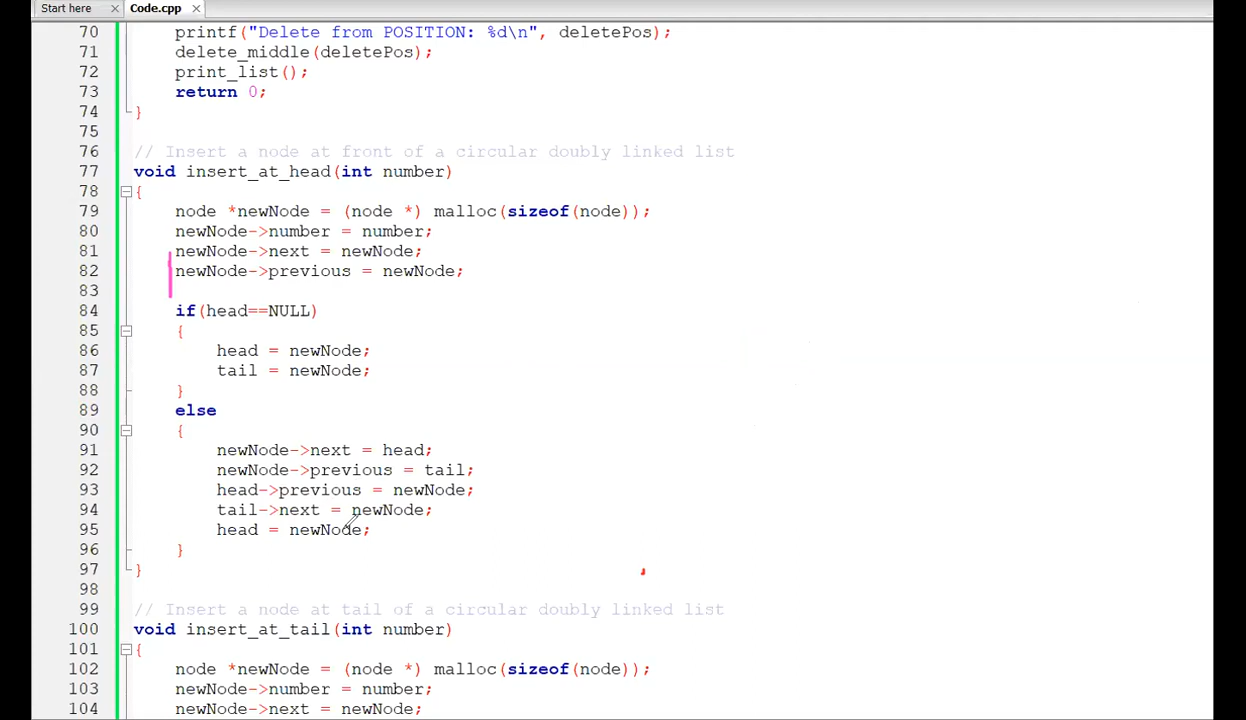 Start here × Code.cpp ×
70 printf("Delete from POSITION: %d\n", deletePos);
71 delete_middle(deletePos);
72 print_list();
73 return 0;
74 }
75
76 // Insert a node at front of a circular doubly linked list
77 void insert_at_head(int number)
78 {
79 node *newNode = (node *) malloc(sizeof(node));
80 newNode->number = number;
81 newNode->next = newNode;
82 newNode->previous = newNode;
83
84 if(head==NULL)
85 {
86 head = newNode;
87 tail = newNode;
88 }
89 else
90 {
91 newNode->next = head;
92 newNode->previous = tail;
93 head->previous = newNode;
94 tail->next = newNode;
95 head = newNode;
96 }
97 }
98
99 // Insert a node at tail of a circular doubly linked list
100 void insert_at_tail(int number)
101 {
102 node *newNode = (node *) malloc(sizeof(node));
103 newNode->number = number;
104 newNode->next = newNode;